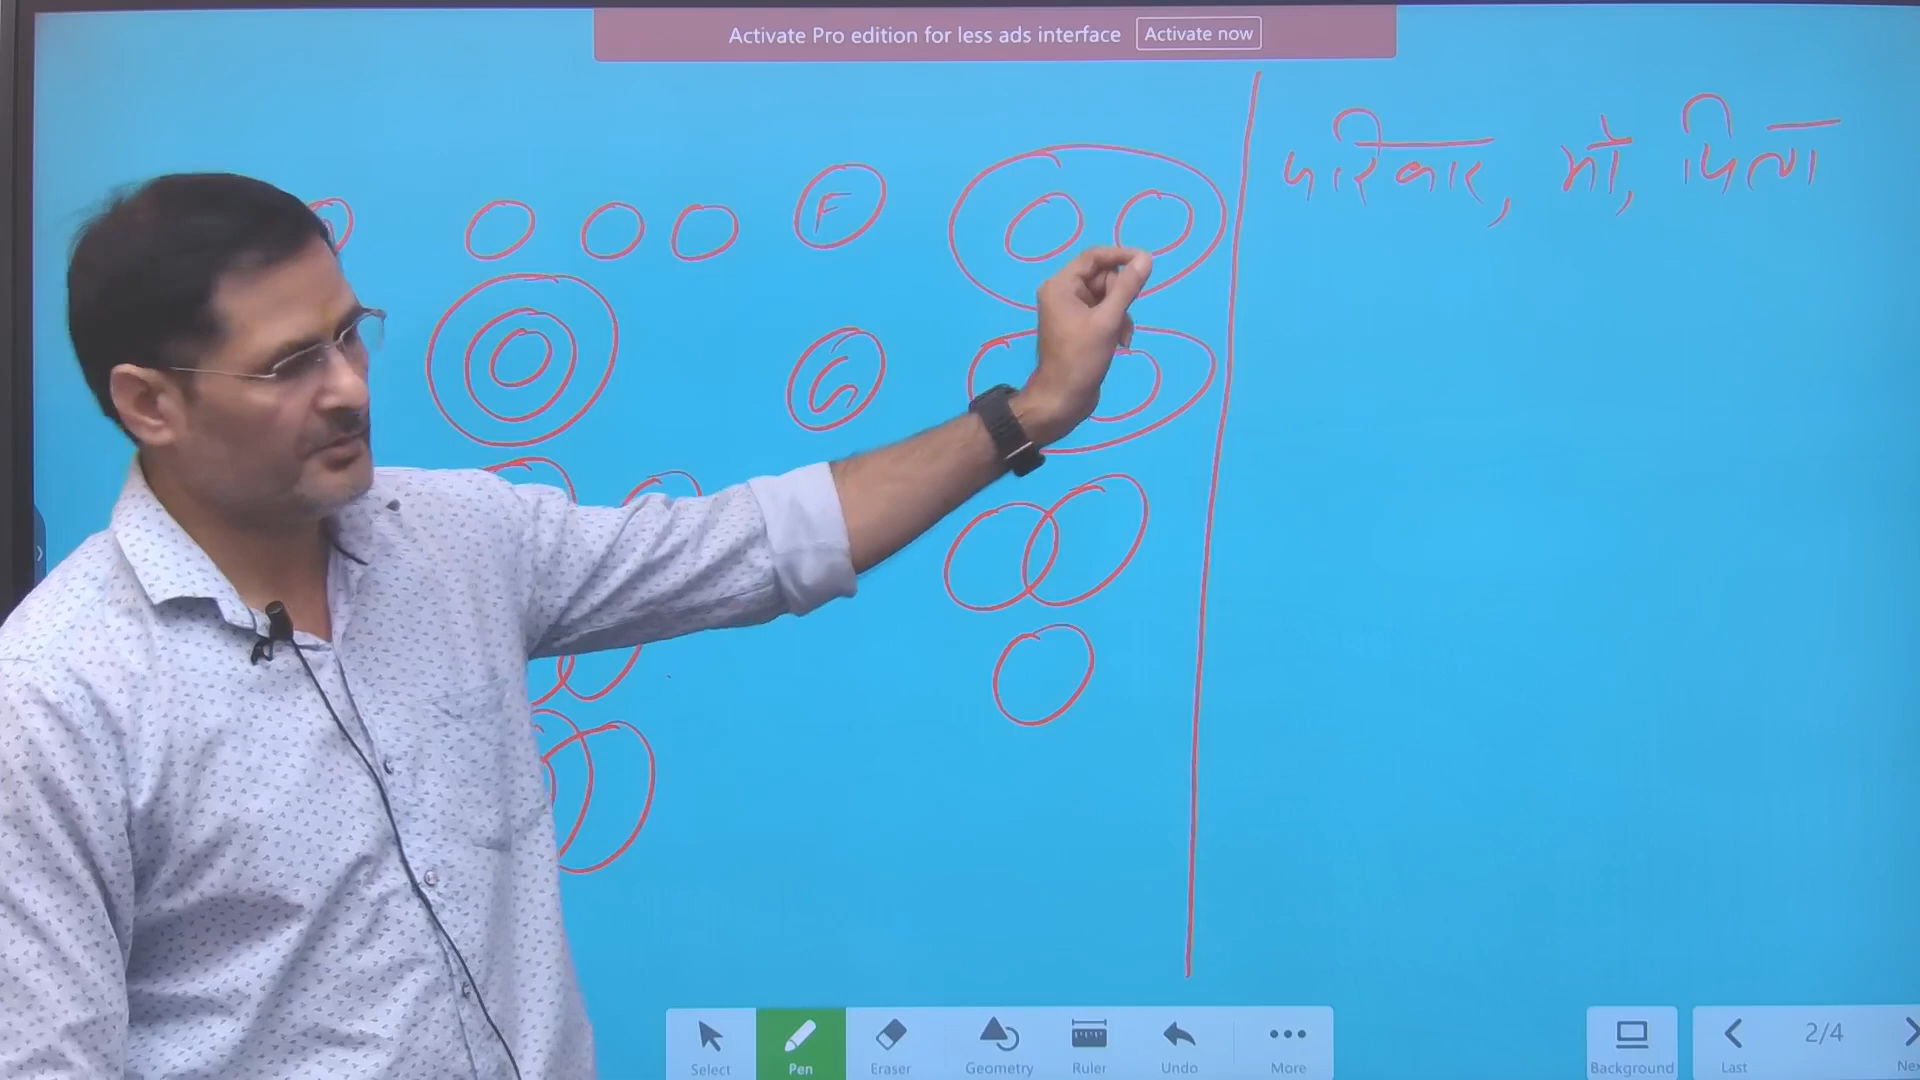 Activate Pro edition for less ads interface Activate now
परिवार, माँ, पिता
F
G
Select Pen Eraser Geometry Ruler Undo More Background Last 2/4